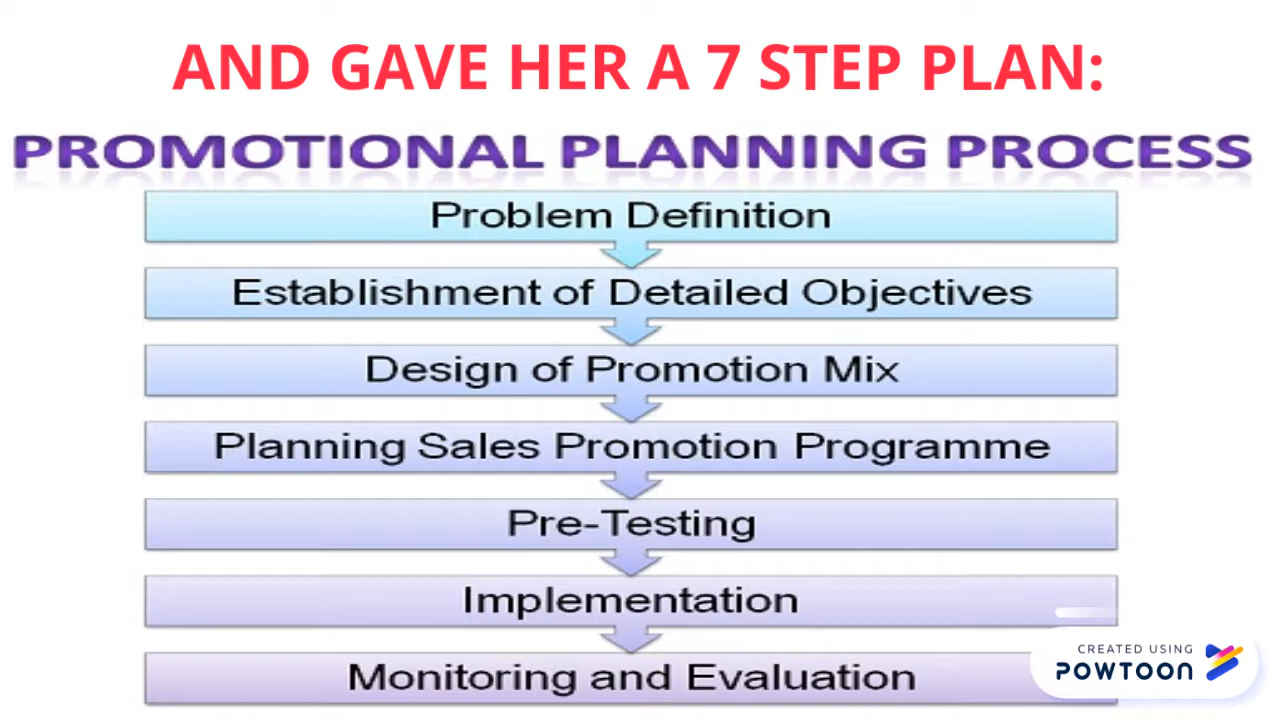 AND GAVE HER A 7 STEP PLAN:
PROMOTIONAL PLANNING PROCESS
Problem Definition
Establishment of Detailed Objectives
Design of Promotion Mix
Planning Sales Promotion Programme
Pre-Testing
Implementation
Monitoring and Evaluation
CREATED USING
POWTOON